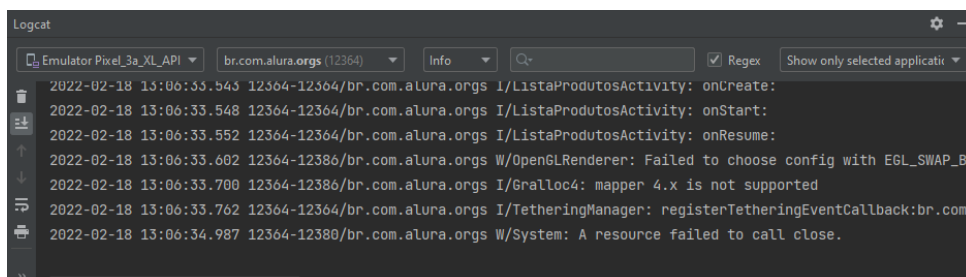 Logcat
Emulator Pixel_3a_XL_API br.com.alura.orgs (12364) Info Regex Show only selected applicatic
2022-02-18 13:06:33.543 12364-12364/br.com.alura.orgs I/ListaProdutosActivity: onCreate:
2022-02-18 13:06:33.548 12364-12364/br.com.alura.orgs I/ListaProdutosActivity: onStart:
2022-02-18 13:06:33.552 12364-12364/br.com.alura.orgs I/ListaProdutosActivity: onResume:
2022-02-18 13:06:33.602 12364-12386/br.com.alura.orgs W/OpenGLRenderer: Failed to choose config with EGL_SWAP_B
2022-02-18 13:06:33.700 12364-12386/br.com.alura.orgs I/Gralloc4: mapper 4.x is not supported
2022-02-18 13:06:33.762 12364-12364/br.com.alura.orgs I/TetheringManager: registerTetheringEventCallback:br.com
2022-02-18 13:06:34.987 12364-12380/br.com.alura.orgs W/System: A resource failed to call close.